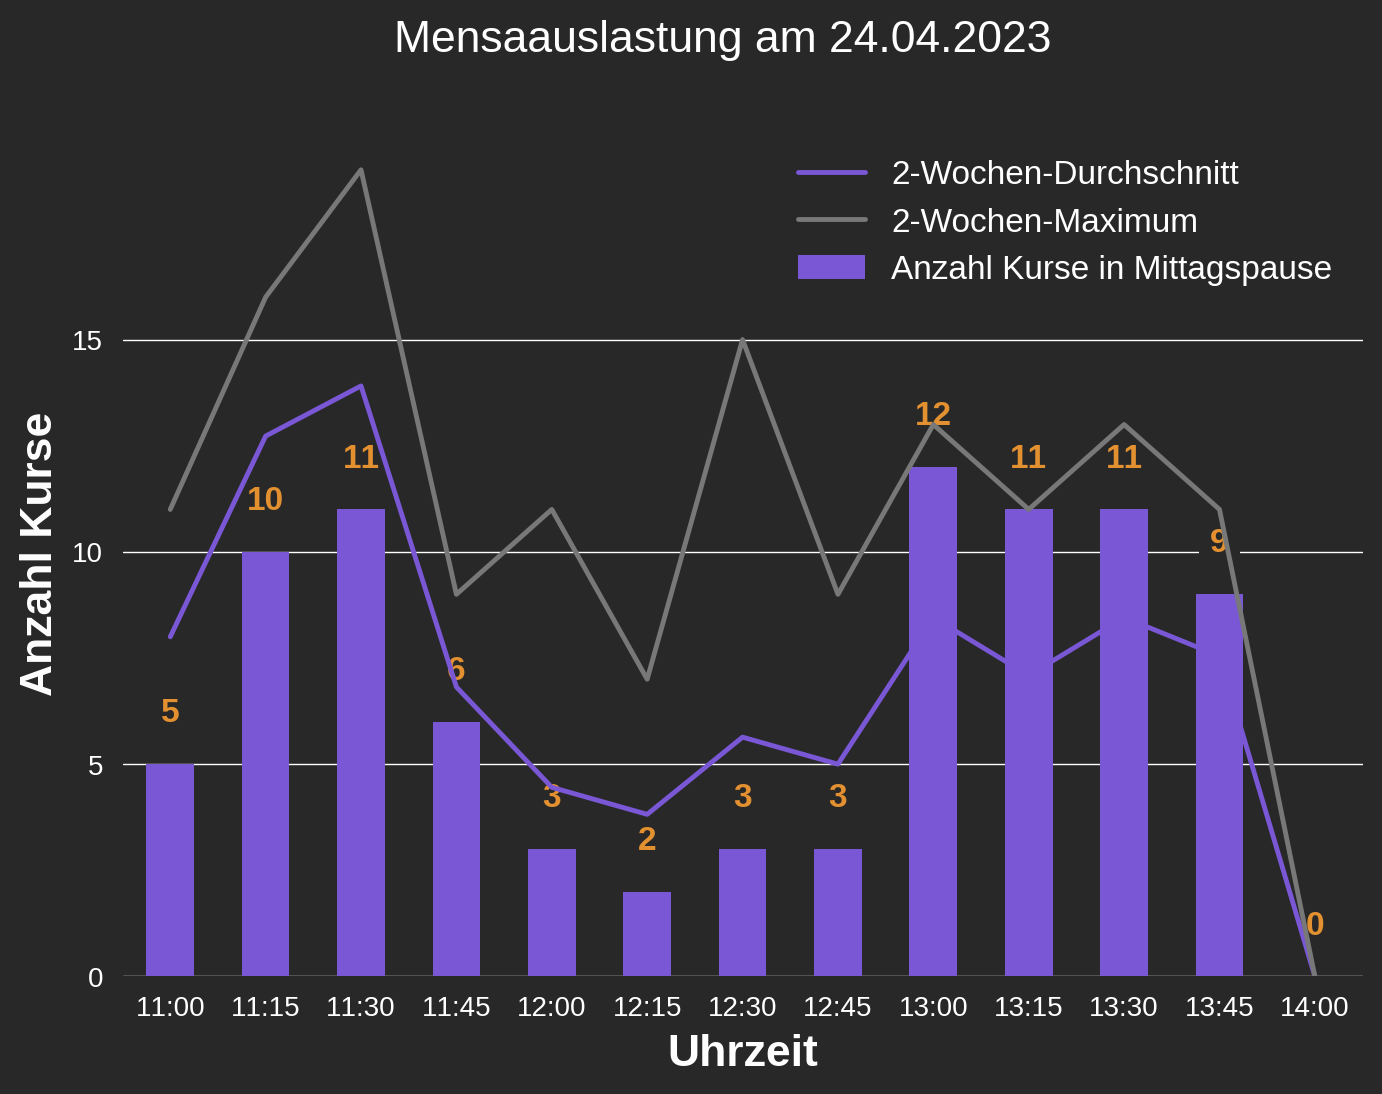 Mensaauslastung am 24.04.2023
2-Wochen-Durchschnitt
2-Wochen-Maximum
Anzahl Kurse in Mittagspause
Anzahl Kurse
15
10
5
0
5
10
11
6
3
2
3
3
12
11
11
9
0
11:00 11:15 11:30 11:45 12:00 12:15 12:30 12:45 13:00 13:15 13:30 13:45 14:00
Uhrzeit